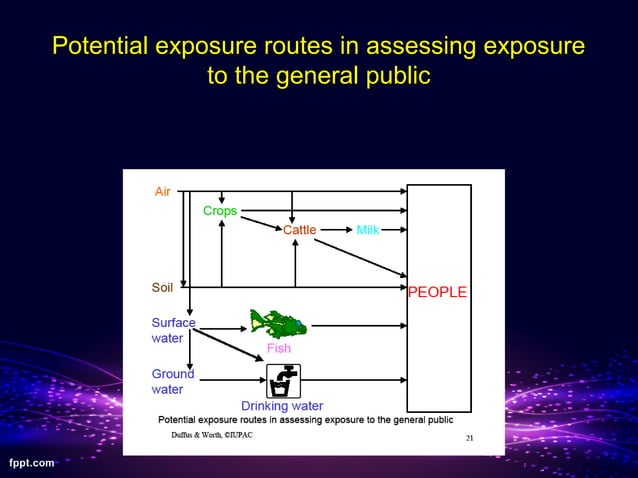 Potential exposure routes in assessing exposure
to the general public
Air
Crops
Cattle
Milk
Soil
PEOPLE
Surface
water
Fish
Ground
water
Drinking water
Potential exposure routes in assessing exposure to the general public
Duffus & Worth, ©IUPAC
21
fppt.com